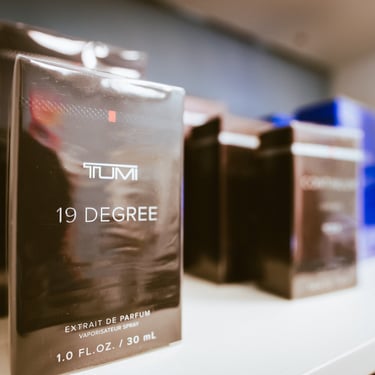 TUMI
19 DEGREE
EXTRAIT DE PARFUM
VAPORISATEUR SPRAY
1.0 FL.OZ. / 30 mL